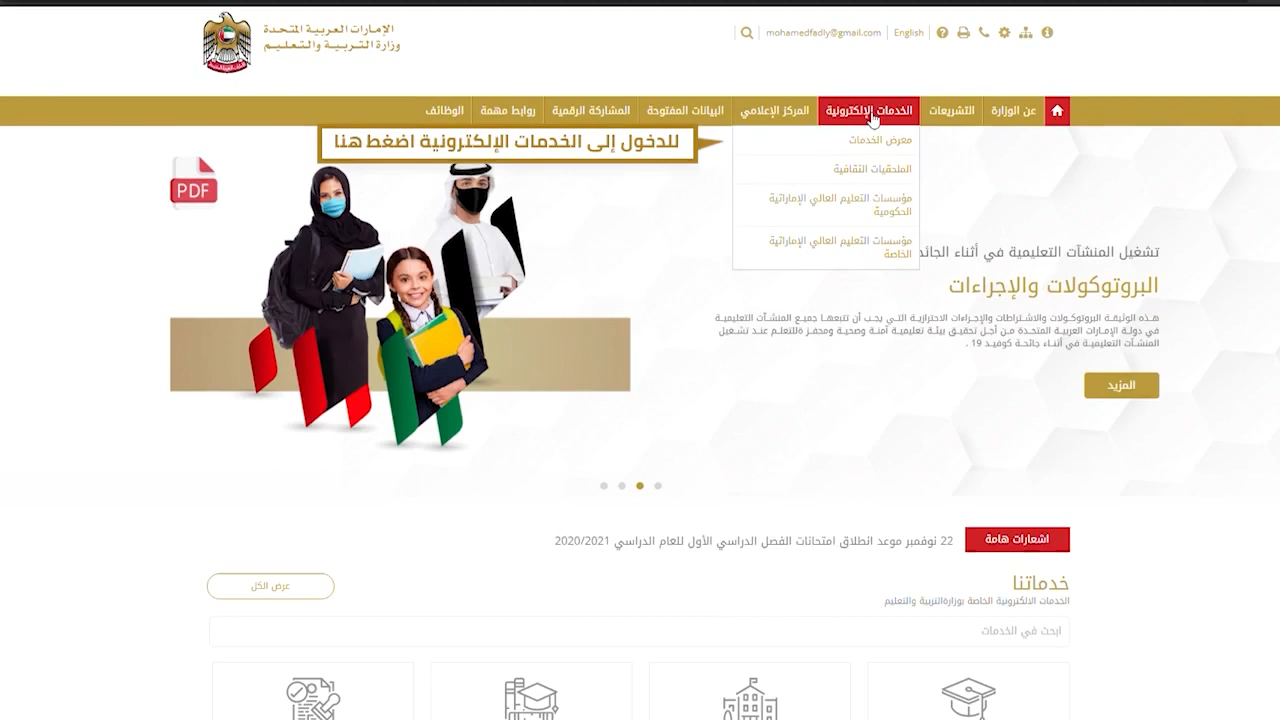 الإمارات العربية المتحدة
وزارة التربية والتعليم
English
mohamedfadly@gmail.com
عن الوزارة
التشريعات
الخدمات الإلكترونية
المركز الإعلامي
البيانات المفتوحة
المشاركة الرقمية
روابط مهمة
الوظائف
للدخول إلى الخدمات الإلكترونية اضغط هنا
معرض الخدمات
الملحقيات الثقافية
مؤسسات التعليم العالي الإماراتية
الحكومية
مؤسسات التعليم العالي الإماراتية
الخاصة
PDF
تشغيل المنشآت التعليمية في أثناء الجائح
البروتوكولات والإجراءات
هذه الوثيقة البروتوكولات والاشتراطات والإجراءات الاحترازية التي يجب أن تتبعها جميع المنشآت التعليمية
في دولة الإمارات العربية المتحدة من أجل تحقيق بيئة تعليمية آمنة وصحية ومحفز ةللتعلم عند تشغيل
المنشآت التعليمية في أثناء جائحة كوفيد 19 .
المزيد
اشعارات هامة
22 نوفمبر موعد انطلاق امتحانات الفصل الدراسي الأول للعام الدراسي 2020/2021
خدماتنا
عرض الكل
الخدمات الالكترونية الخاصة بوزارةالتربية والتعليم
ابحث في الخدمات